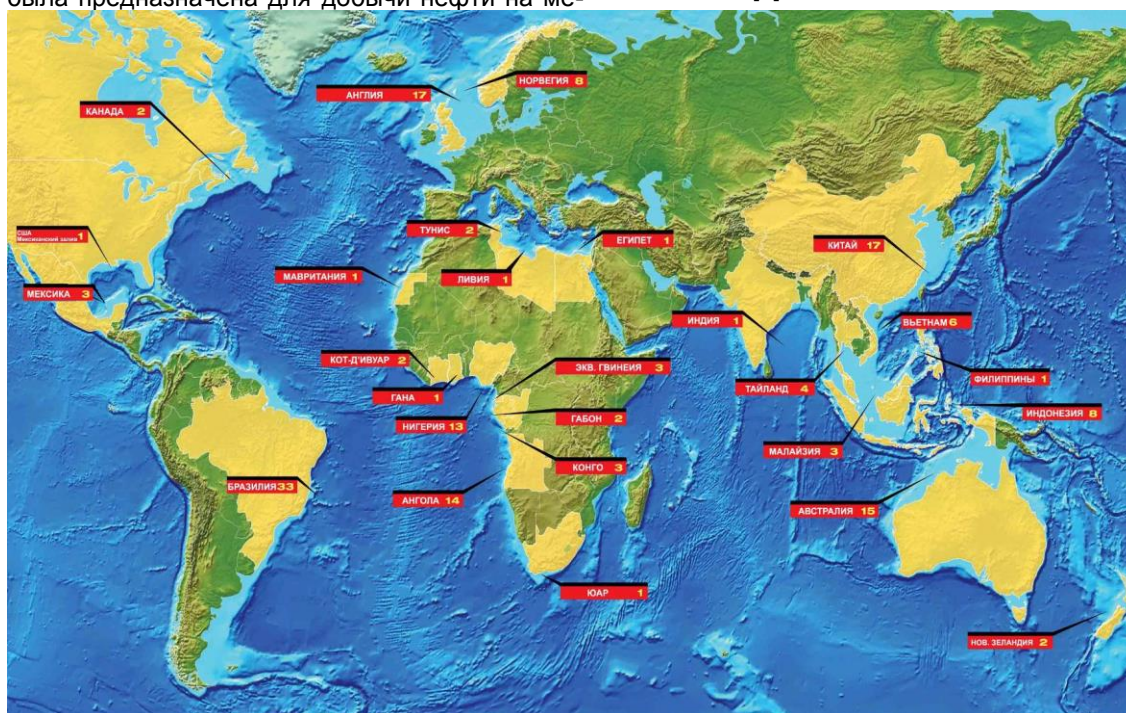 была предназначена для добычи нефти на ме-
НОРВЕГИЯ 8
АНГЛИЯ 17
КАНАДА 2
ТУНИС 2
ЕГИПЕТ 1
КИТАЙ 17
США 1
Мексиканский залив
МАВРИТАНИЯ 1
ЛИВИЯ 1
МЕКСИКА 3
ИНДИЯ 1
ВЬЕТНАМ 6
КОТ-Д'ИВУАР 2
ЭКВ. ГВИНЕИЯ 3
ФИЛИППИНЫ 1
ТАЙЛАНД 4
ГАНА 1
ГАБОН 2
ИНДОНЕЗИЯ 8
НИГЕРИЯ 13
МАЛАЙЗИЯ 3
КОНГО 3
БРАЗИЛИЯ 33
АНГОЛА 14
АВСТРАЛИЯ 15
ЮАР 1
НОВ. ЗЕЛАНДИЯ 2